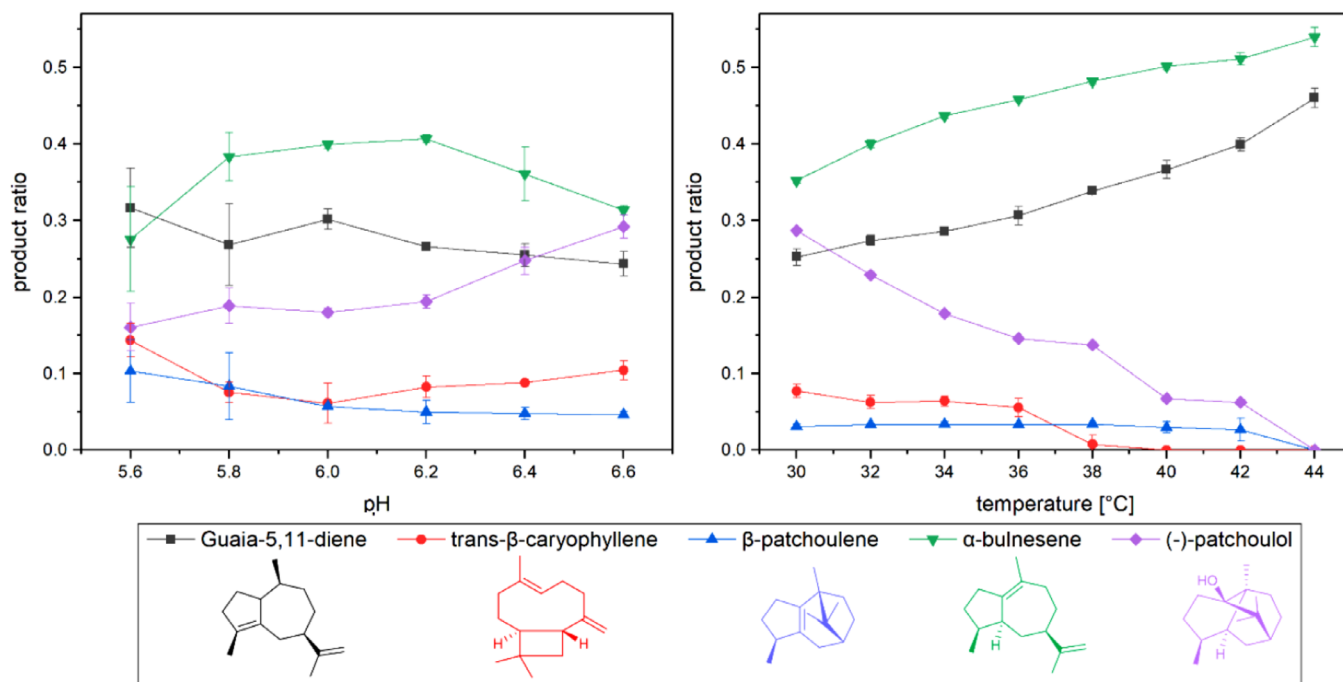 product ratio
0.5
0.4
0.3
0.2
0.1
0.0
5.6 5.8 6.0 6.2 6.4 6.6
pH
product ratio
0.5
0.4
0.3
0.2
0.1
0.0
30 32 34 36 38 40 42 44
temperature [°C]
Guaia-5,11-diene trans-β-caryophyllene β-patchoulene α-bulnesene (-)-patchoulol
H H
H
HO
H